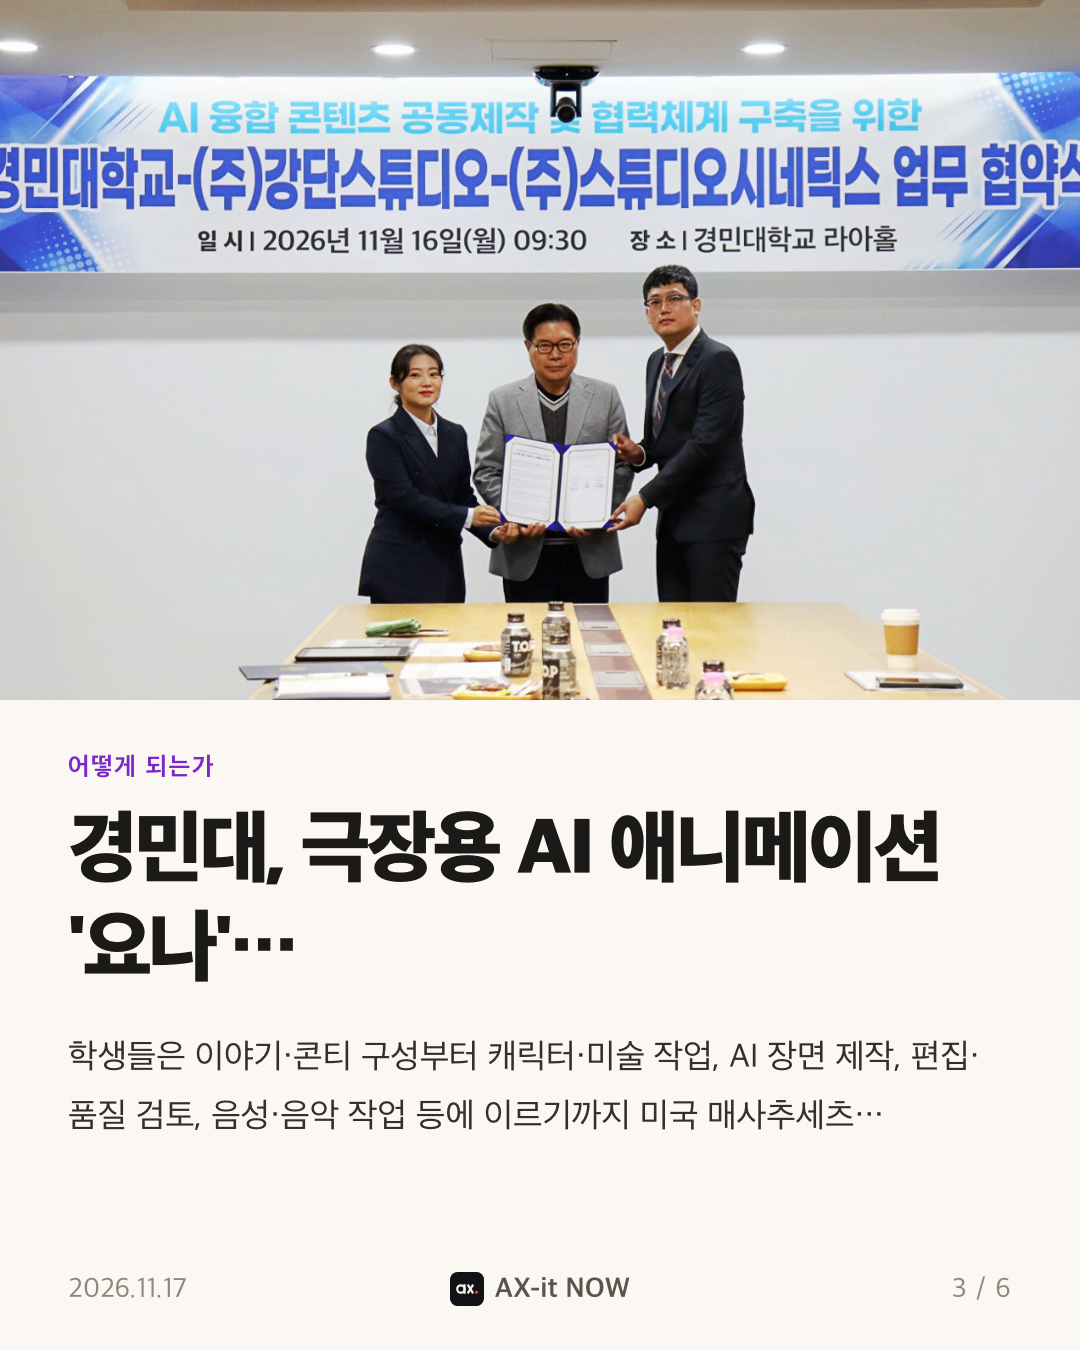 AI 융합 콘텐츠 공동제작 및 협력체계 구축을 위한
경민대학교-(주)강단스튜디오-(주)스튜디오시네틱스 업무 협약식
일 시 | 2026년 11월 16일(월) 09:30 장 소 | 경민대학교 라아홀
T.O.P
O.P
어떻게 되는가
경민대, 극장용 AI 애니메이션
'요나'…
학생들은 이야기·콘티 구성부터 캐릭터·미술 작업, AI 장면 제작, 편집·
품질 검토, 음성·음악 작업 등에 이르기까지 미국 매사추세츠…
2026.11.17
ax.
AX-it NOW
3 / 6